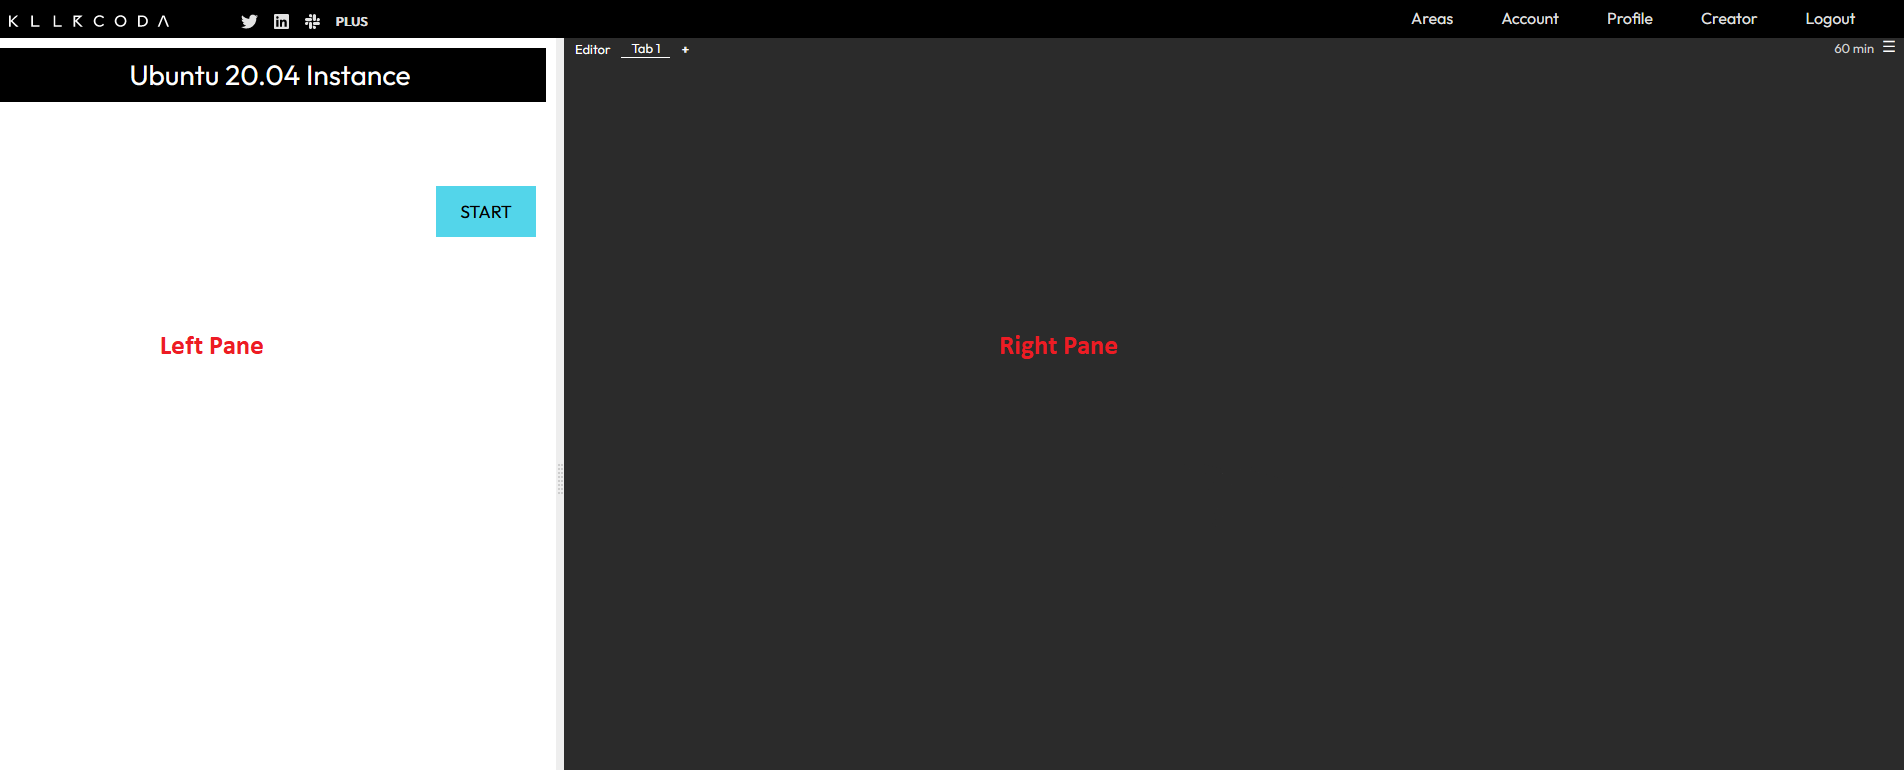 KLLRCODA PLUS Areas Account Profile Creator Logout
Ubuntu 20.04 Instance
START
Left Pane
Editor Tab 1 + 60 min
Right Pane